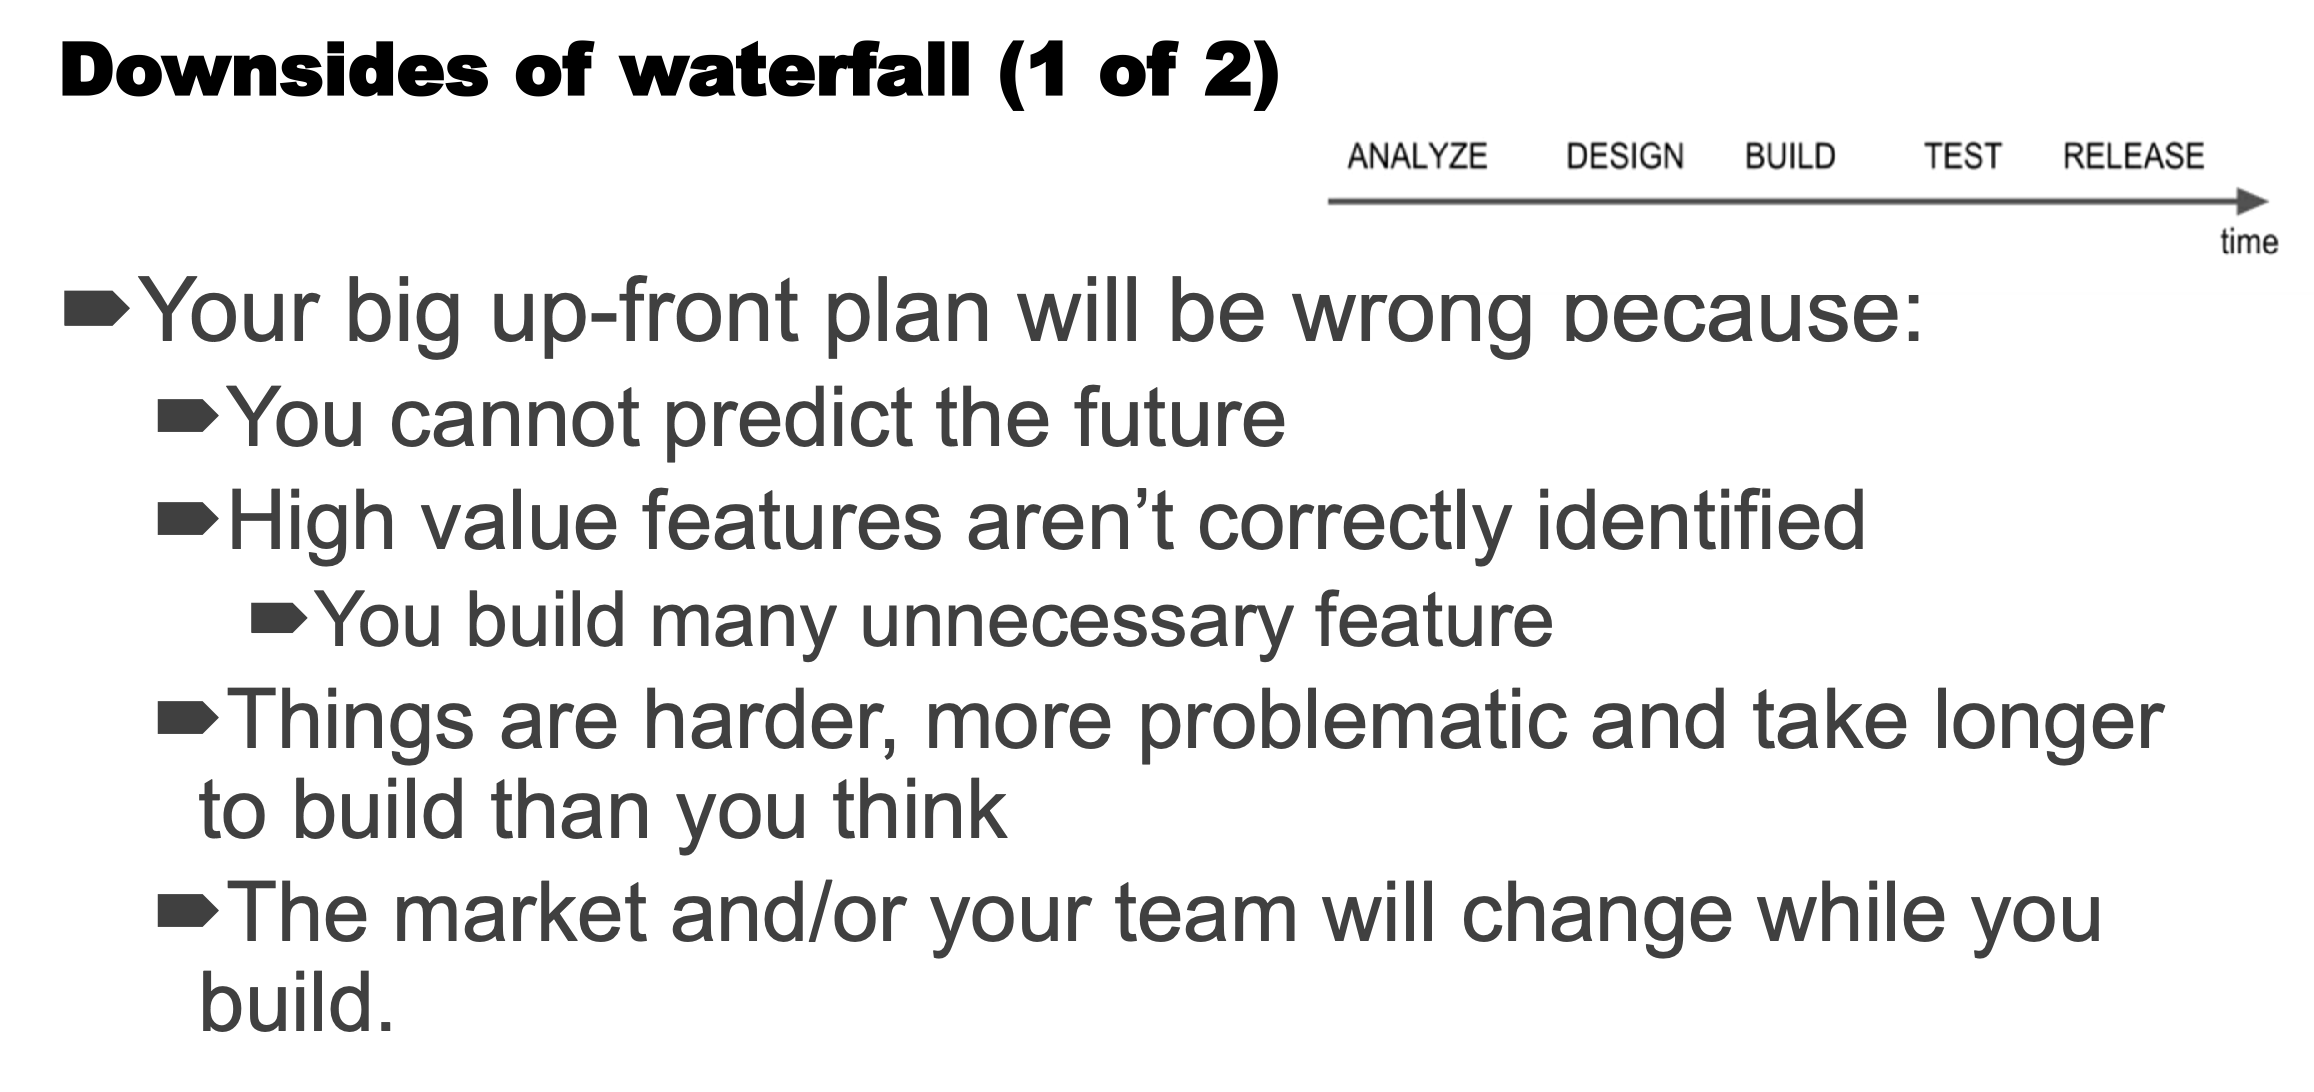 Downsides of waterfall (1 of 2)
ANALYZE DESIGN BUILD TEST RELEASE
time
Your big up-front plan will be wrong because:
You cannot predict the future
High value features aren’t correctly identified
You build many unnecessary feature
Things are harder, more problematic and take longer
to build than you think
The market and/or your team will change while you
build.